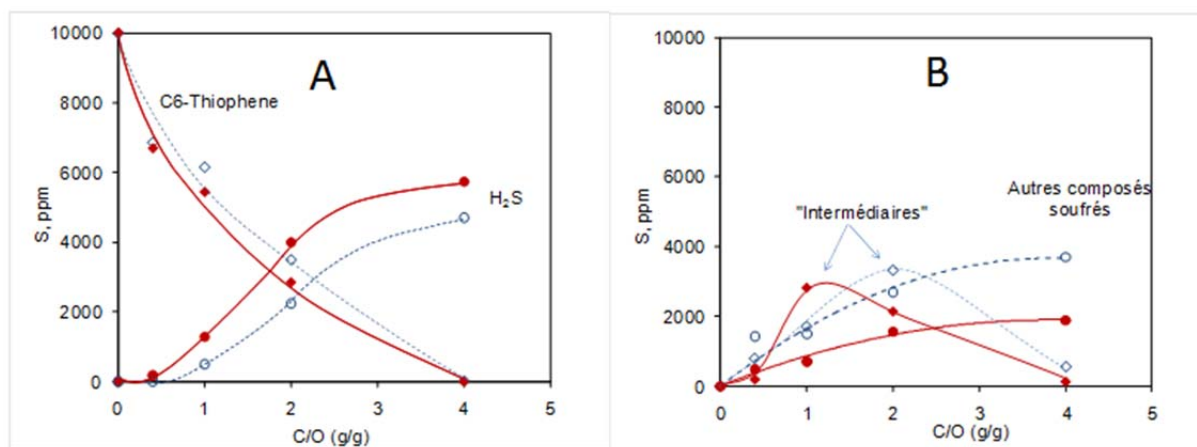 A
C6-Thiophene
H₂S
S, ppm
10000
8000
6000
4000
2000
0
0 1 2 3 4 5
C/O (g/g)
B
"Intermédiaires"
Autres composés
soufrés
S, ppm
10000
8000
6000
4000
2000
0
0 1 2 3 4 5
C/O (g/g)